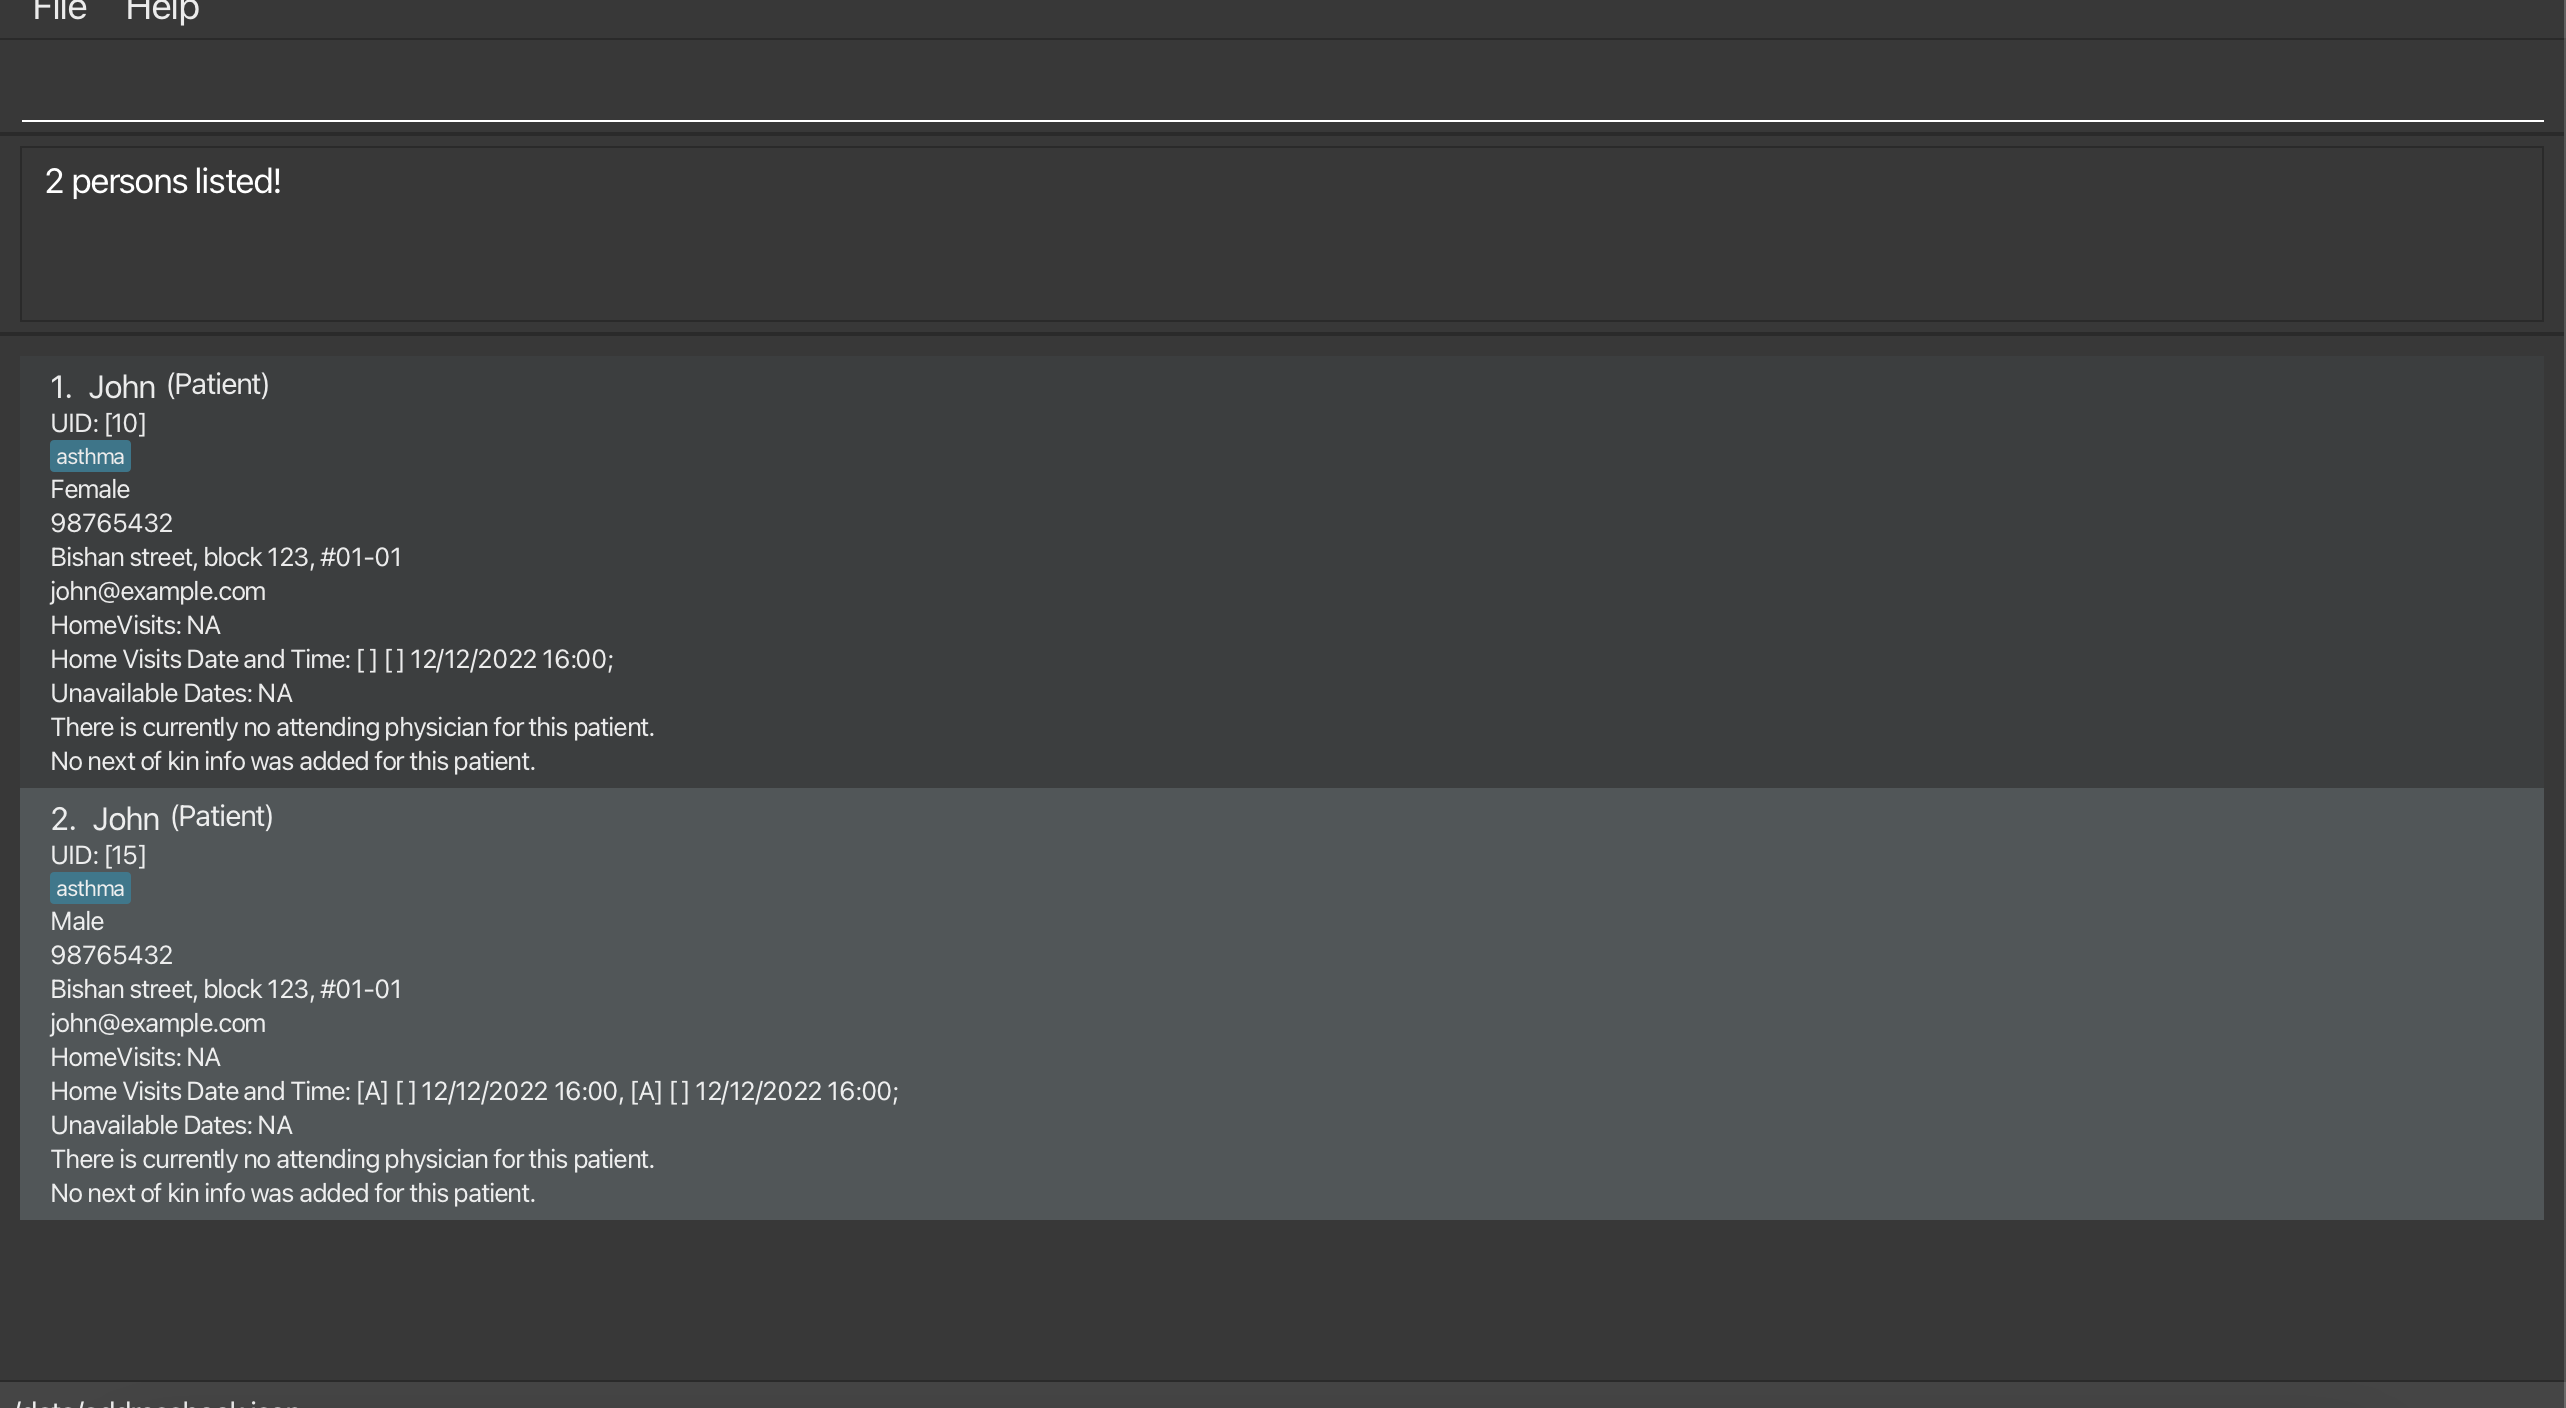 File Help
2 persons listed!
1. John (Patient)
UID: [10]
asthma
Female
98765432
Bishan street, block 123, #01-01
john@example.com
HomeVisits: NA
Home Visits Date and Time: [ ] [ ] 12/12/2022 16:00;
Unavailable Dates: NA
There is currently no attending physician for this patient.
No next of kin info was added for this patient.
2. John (Patient)
UID: [15]
asthma
Male
98765432
Bishan street, block 123, #01-01
john@example.com
HomeVisits: NA
Home Visits Date and Time: [A] [ ] 12/12/2022 16:00, [A] [ ] 12/12/2022 16:00;
Unavailable Dates: NA
There is currently no attending physician for this patient.
No next of kin info was added for this patient.